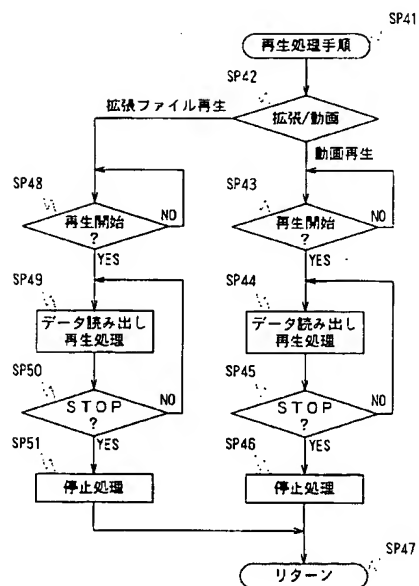 SP41
再生処理手順
SP42
拡張/動画
拡張ファイル再生
動画再生
SP48
再生開始
?
NO
YES
SP43
再生開始
?
NO
YES
SP49
データ読み出し
再生処理
SP44
データ読み出し
再生処理
SP50
STOP
?
NO
YES
SP45
STOP
?
NO
YES
SP51
停止処理
SP46
停止処理
SP47
リターン